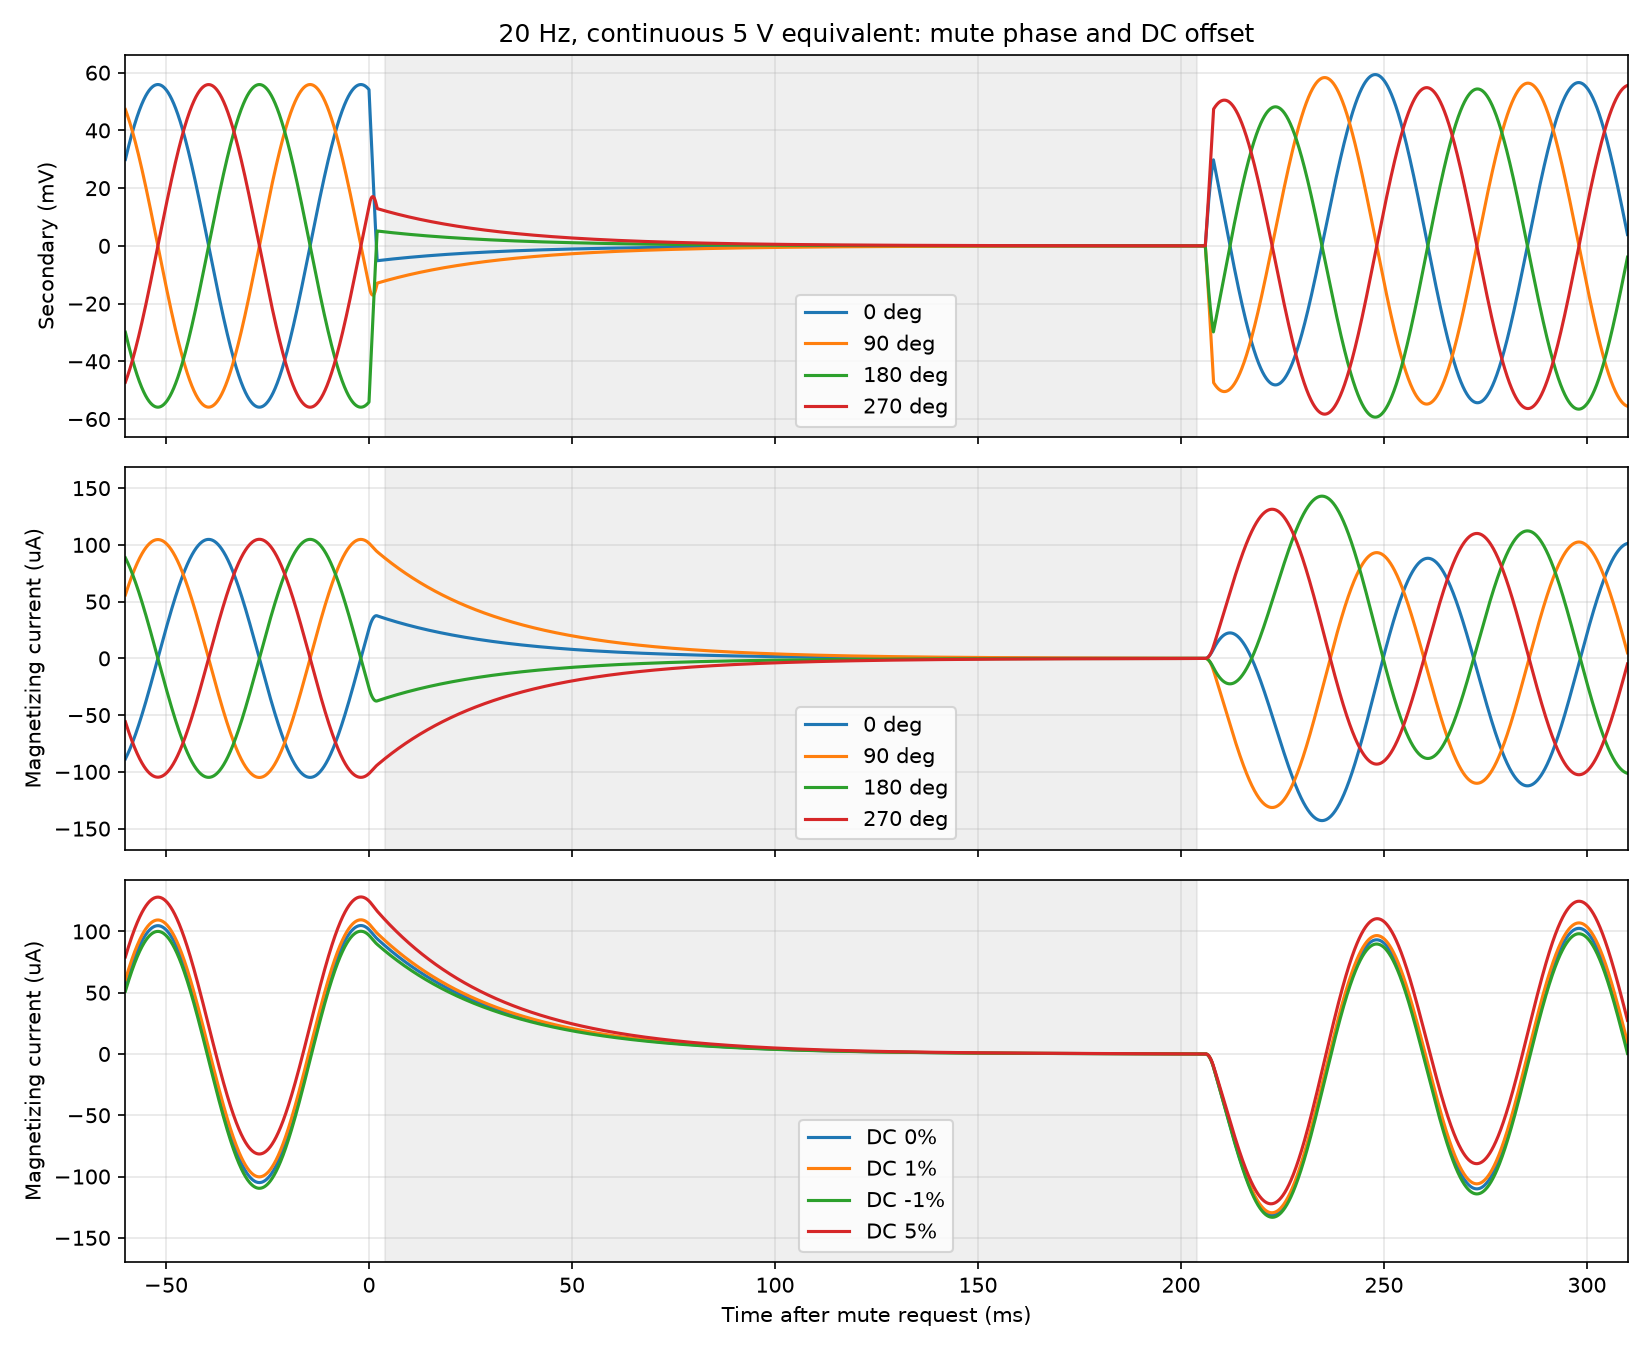 20 Hz, continuous 5 V equivalent: mute phase and DC offset
60
40
20
0
−20
−40
−60
Secondary (mV)
0 deg
90 deg
180 deg
270 deg
150
100
50
0
−50
−100
−150
Magnetizing current (uA)
0 deg
90 deg
180 deg
270 deg
100
50
0
−50
−100
−150
Magnetizing current (uA)
DC 0%
DC 1%
DC -1%
DC 5%
−50 0 50 100 150 200 250 300
Time after mute request (ms)